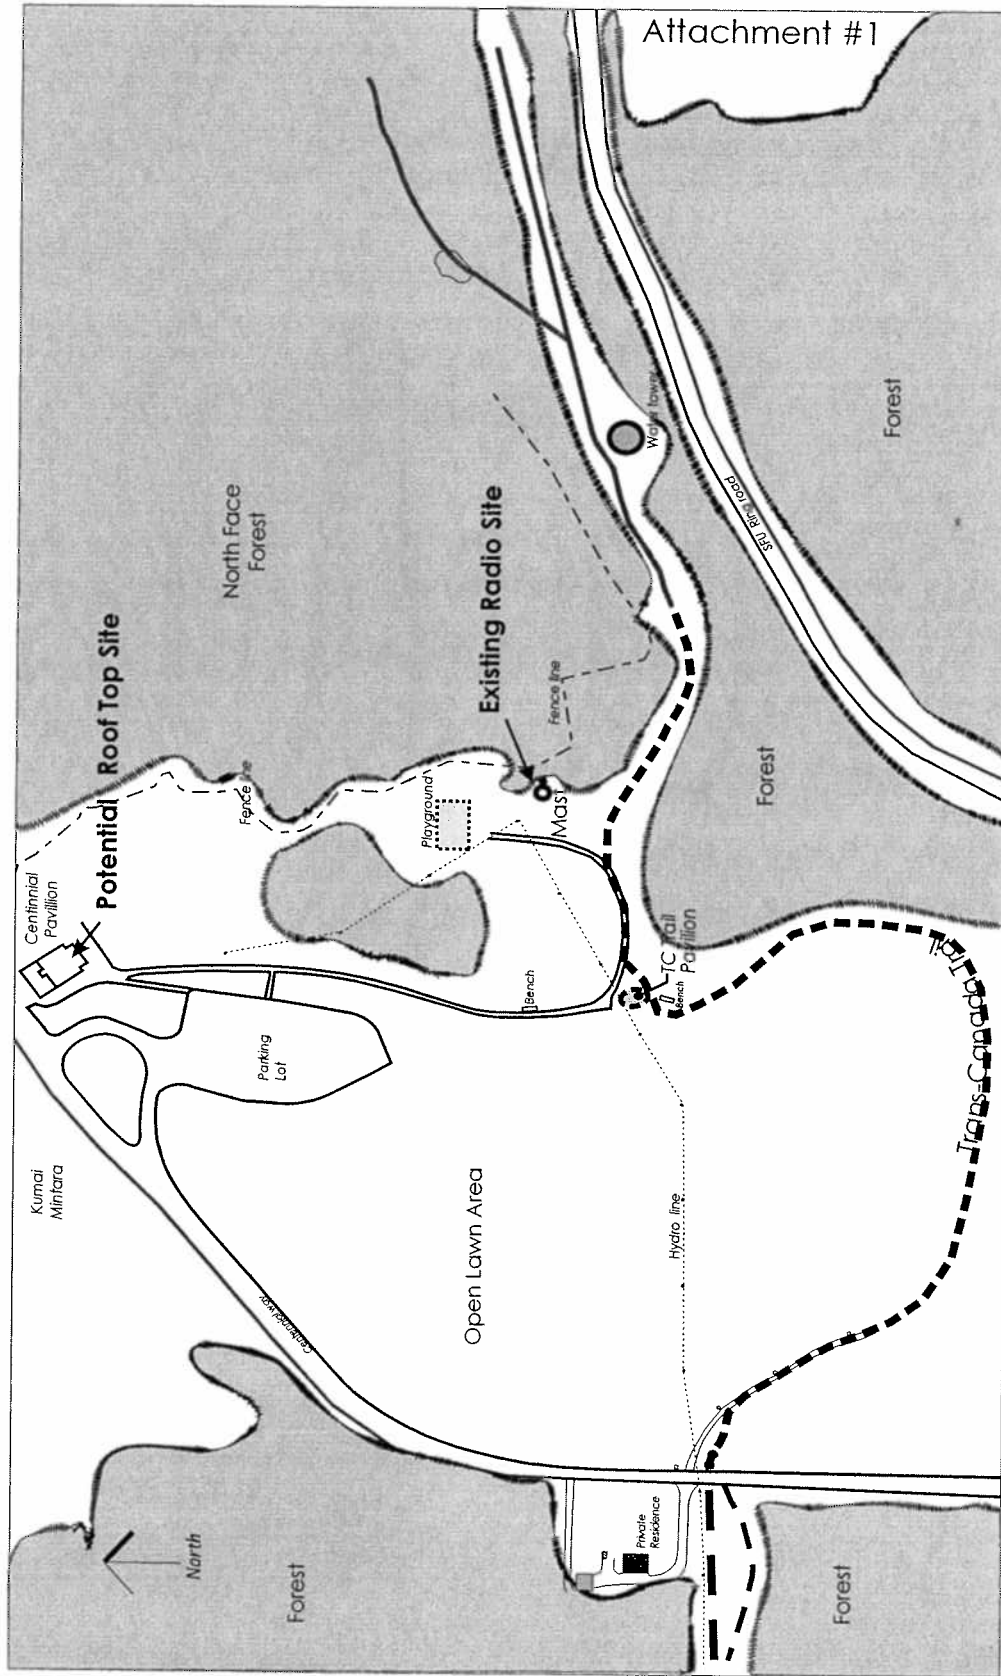 Attachment #1
North Face
Forest
Potential Roof Top Site
Centinnial
Pavillion
Fence line
Existing Radio Site
Fence line
Playground
Mast
Water tower
SFU Ring road
Forest
Forest
TC Trail
Pavilion
Bench
Bench
Parking
Lot
Kumai
Mintara
Centennial way
Open Lawn Area
Hydro line
Trans-Canada Trail
North
Forest
Private
Residence
Forest